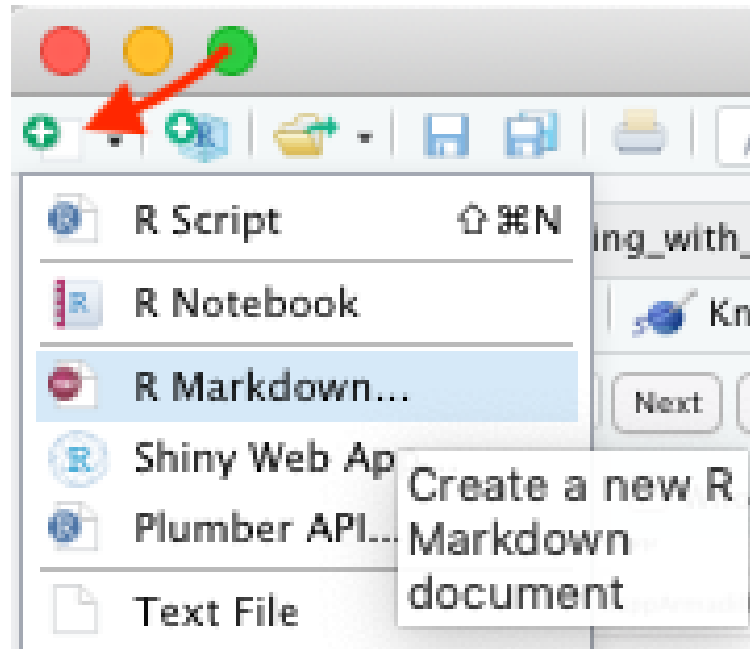 R Script ⇧⌘N
ing_with_
R Notebook
Kn
R Markdown...
Next
Shiny Web Ap
Create a new R
Plumber API...
Markdown
document
Text File